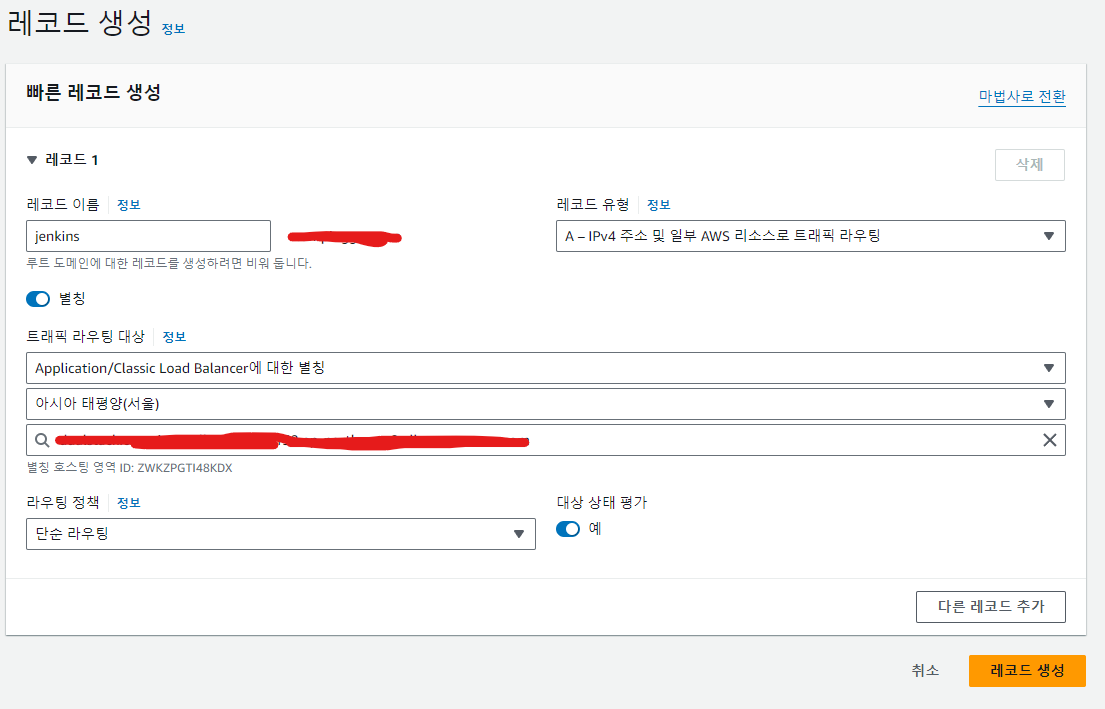 레코드 생성 정보
빠른 레코드 생성
마법사로 전환
▼ 레코드 1
삭제
레코드 이름 정보
jenkins
루트 도메인에 대한 레코드를 생성하려면 비워 둡니다.
레코드 유형 정보
A – IPv4 주소 및 일부 AWS 리소스로 트래픽 라우팅
별칭
트래픽 라우팅 대상 정보
Application/Classic Load Balancer에 대한 별칭
아시아 태평양(서울)
별칭 호스팅 영역 ID: ZWKZPGTI48KDX
라우팅 정책 정보
단순 라우팅
대상 상태 평가
예
다른 레코드 추가
취소
레코드 생성